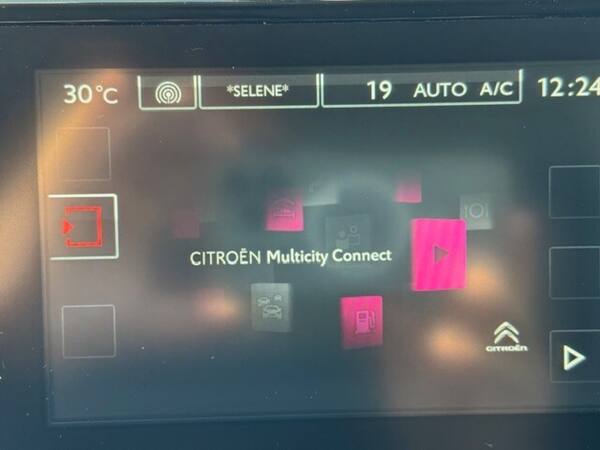 30°C *SELENE* 19 AUTO A/C 12:24
CITROËN Multicity Connect
CITROËN